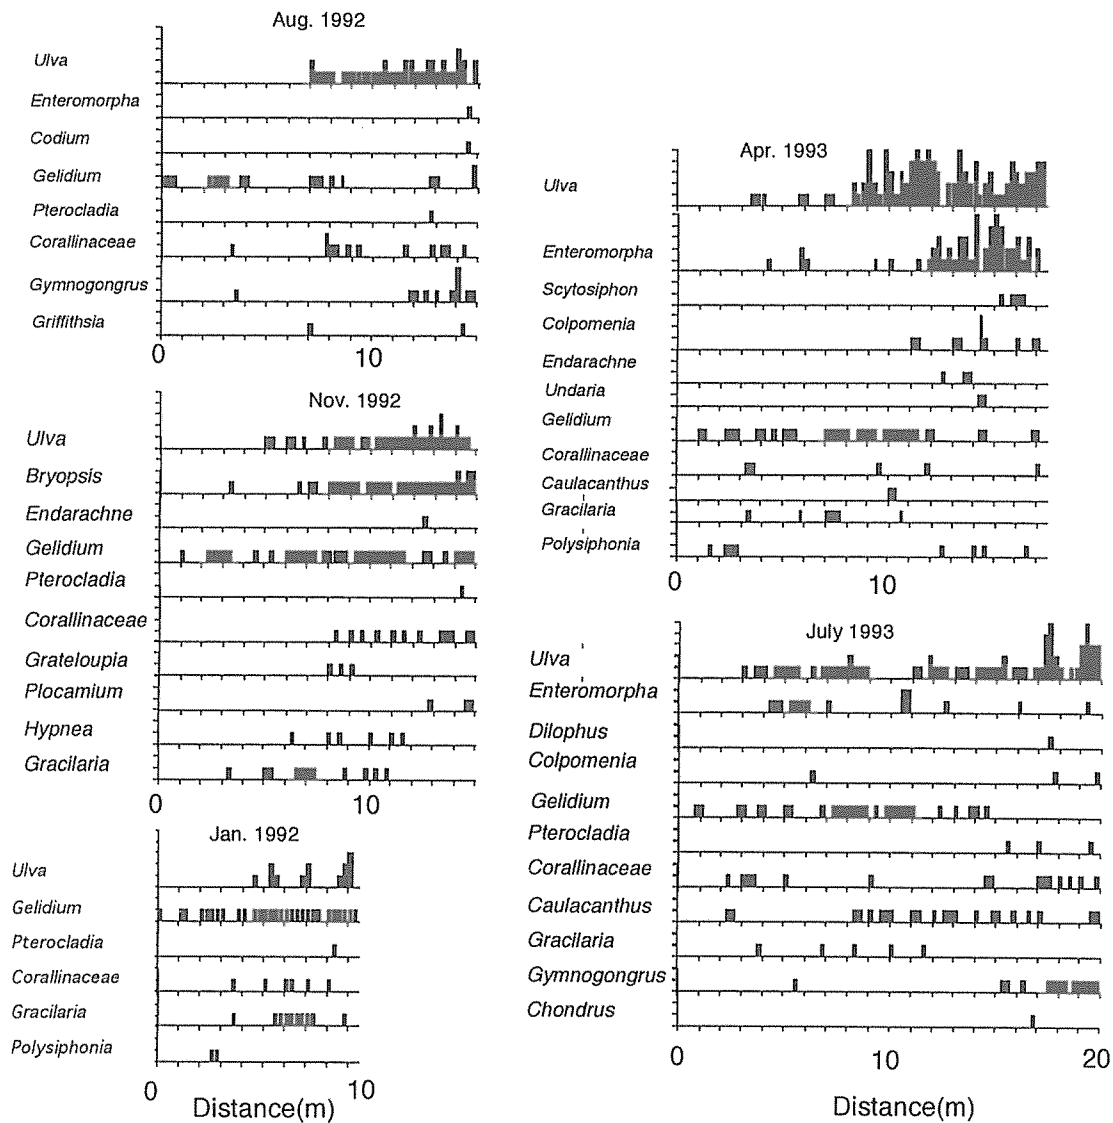 Aug. 1992
Ulva
Enteromorpha
Codium
Gelidium
Pterocladia
Corallinaceae
Gymnogongrus
Griffithsia
0 10
Nov. 1992
Ulva
Bryopsis
Endarachne
Gelidium
Pterocladia
Corallinaceae
Grateloupia
Plocamium
Hypnea
Gracilaria
0 10
Jan. 1992
Ulva
Gelidium
Pterocladia
Corallinaceae
Gracilaria
Polysiphonia
0 10
Distance(m)
Apr. 1993
Ulva
Enteromorpha
Scytosiphon
Colpomenia
Endarachne
Undaria
Gelidium
Corallinaceae
Caulacanthus
Gracilaria
Polysiphonia
0 10
July 1993
Ulva
Enteromorpha
Dilophus
Colpomenia
Gelidium
Pterocladia
Corallinaceae
Caulacanthus
Gracilaria
Gymnogongrus
Chondrus
0 10 20
Distance(m)